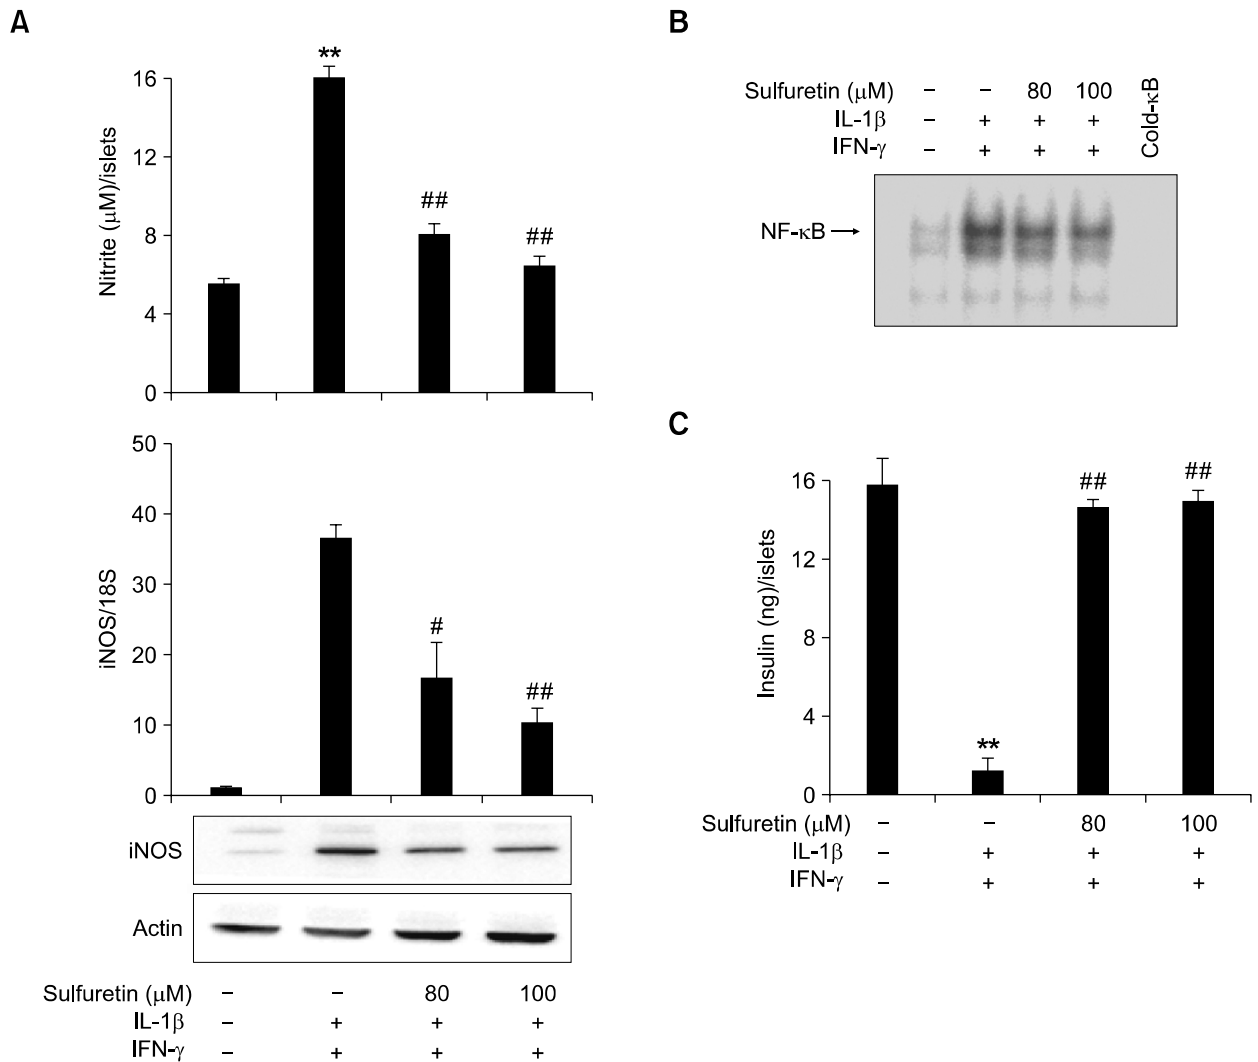 A
**
16
12
8
4
0
##
##
Nitrite (μM)/islets
50
40
30
20
10
0
#
##
iNOS/18S
iNOS
Actin
Sulfuretin (μM) – – 80 100
IL-1β – + + +
IFN-γ – + + +
B
Sulfuretin (μM) – – 80 100
IL-1β – + + +
IFN-γ – + + +
Cold-κB
NF-κB
C
16
12
8
4
0
**
##
##
Insulin (ng)/islets
Sulfuretin (μM) – – 80 100
IL-1β – + + +
IFN-γ – + + +